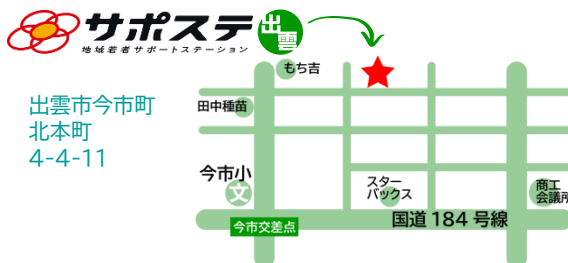 サポステ 出雲
地域若者サポートステーション
もち吉
出雲市今市町
北本町
4-4-11
田中種苗
今市小
文
スター
バックス
商工
会議所
今市交差点
国道184号線